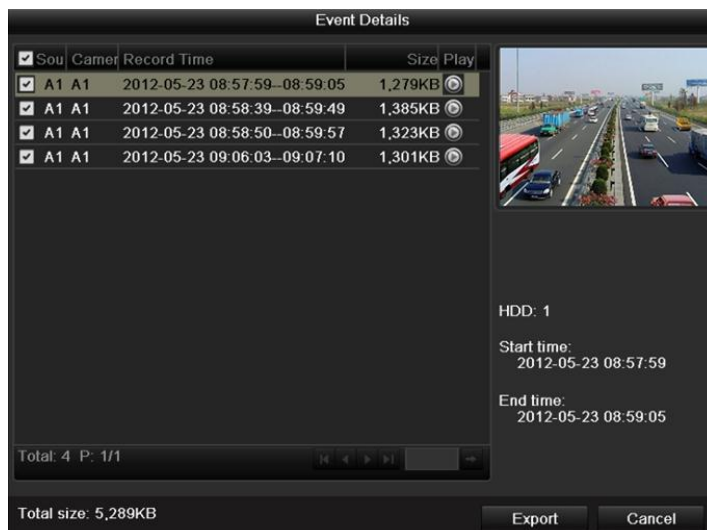 Event Details
Sou Camer Record Time Size Play
A1 A1 2012-05-23 08:57:59--08:59:05 1,279KB
A1 A1 2012-05-23 08:58:39--08:59:49 1,385KB
A1 A1 2012-05-23 08:58:50--08:59:57 1,323KB
A1 A1 2012-05-23 09:06:03--09:07:10 1,301KB
HDD: 1
Start time:
2012-05-23 08:57:59
End time:
2012-05-23 08:59:05
Total: 4 P: 1/1
Total size: 5,289KB
Export
Cancel